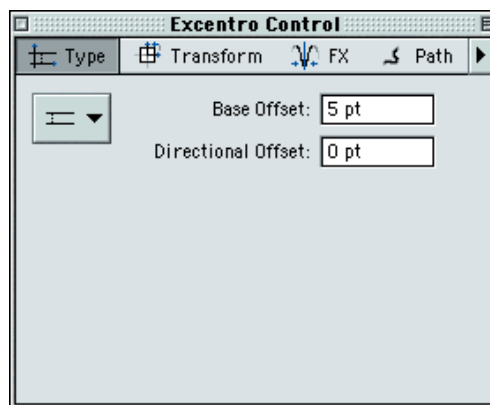 Excentro Control
Type Transform FX Path
Base Offset: 5 pt
Directional Offset: 0 pt